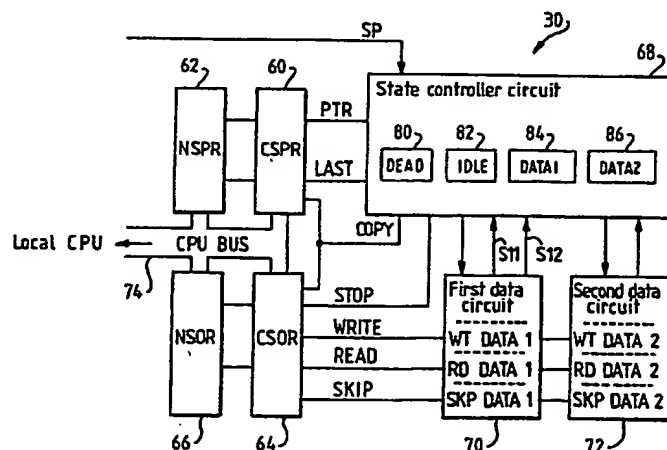 SP
30
62
60
68
State controller circuit
PTR
80
82
84
86
NSPR
CSPR
DEAD
IDLE
DATA1
DATA2
LAST
Local CPU
CPU BUS
COPY
S11
S12
74
STOP
First data circuit
Second data circuit
NSOR
CSOR
WRITE
WT DATA 1
WT DATA 2
READ
RD DATA 1
RD DATA 2
SKIP
SKP DATA 1
SKP DATA 2
66
64
70
72